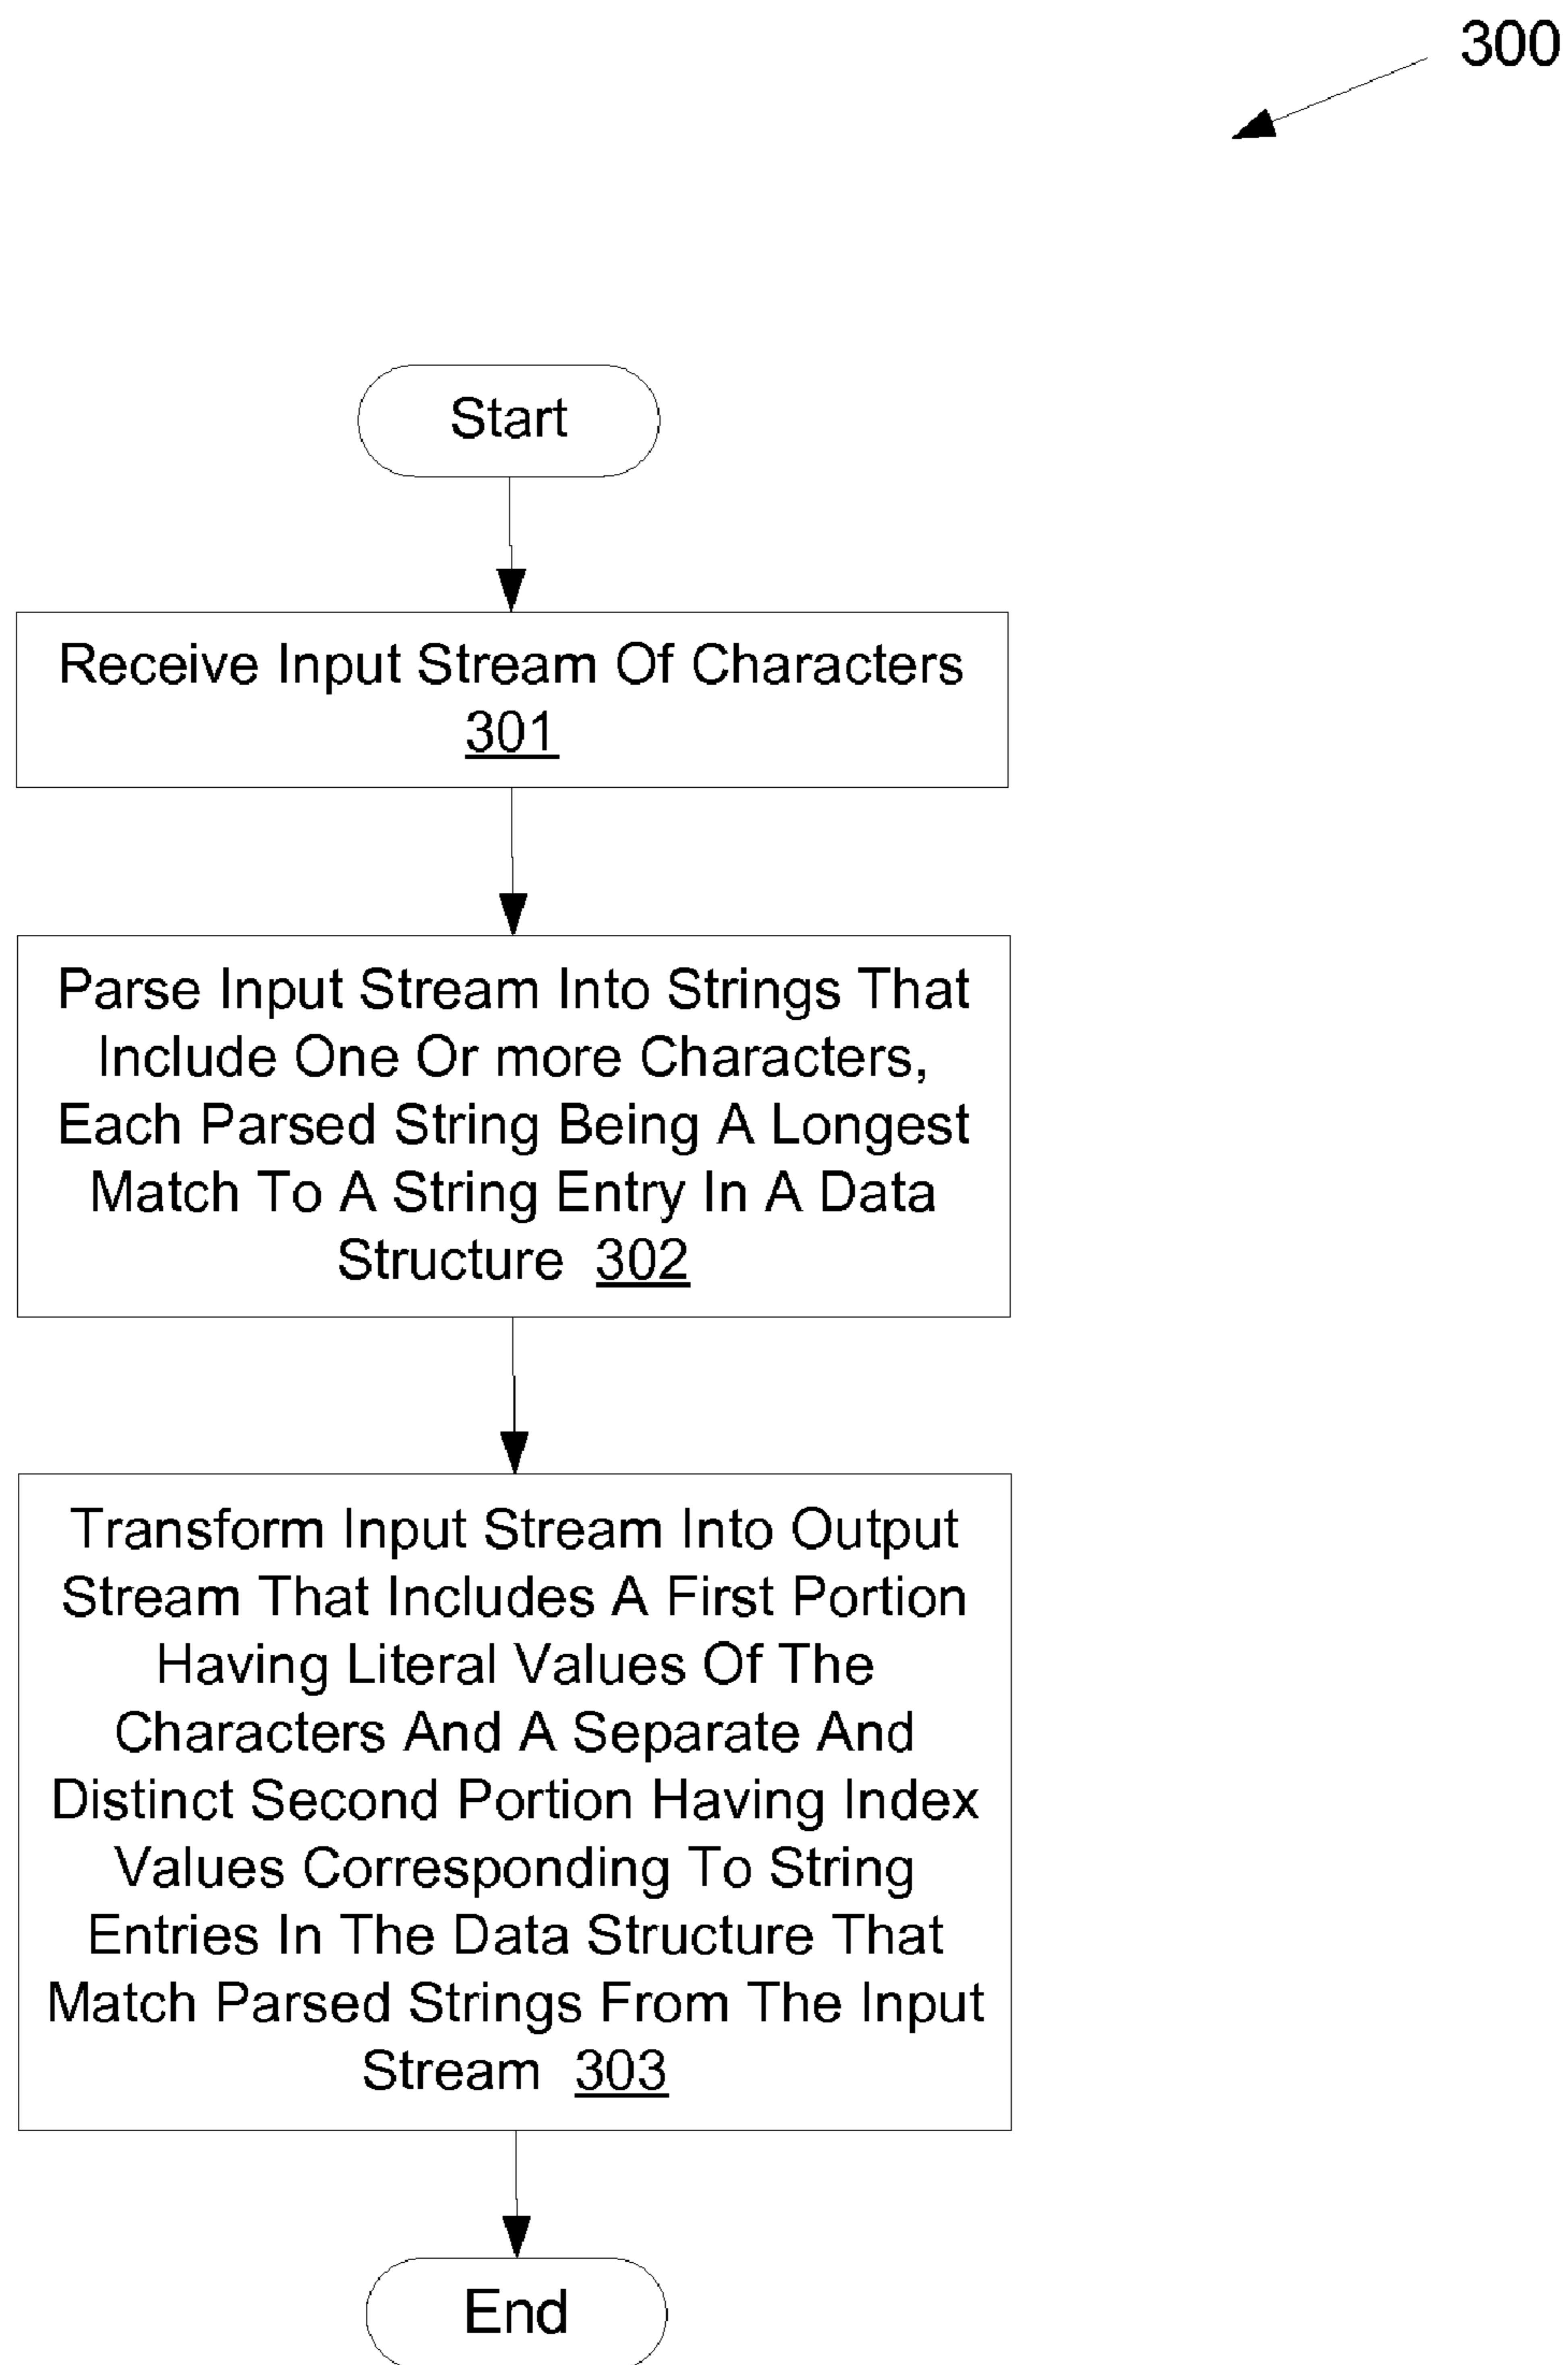 300
Start
Receive Input Stream Of Characters
301
Parse Input Stream Into Strings That
Include One Or more Characters,
Each Parsed String Being A Longest
Match To A String Entry In A Data
Structure 302
Transform Input Stream Into Output
Stream That Includes A First Portion
Having Literal Values Of The
Characters And A Separate And
Distinct Second Portion Having Index
Values Corresponding To String
Entries In The Data Structure That
Match Parsed Strings From The Input
Stream 303
End